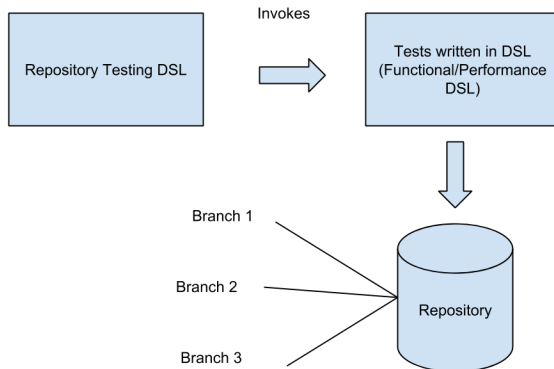 Invokes
Repository Testing DSL
Tests written in DSL
(Functional/Performance
DSL)
Branch 1
Branch 2
Repository
Branch 3